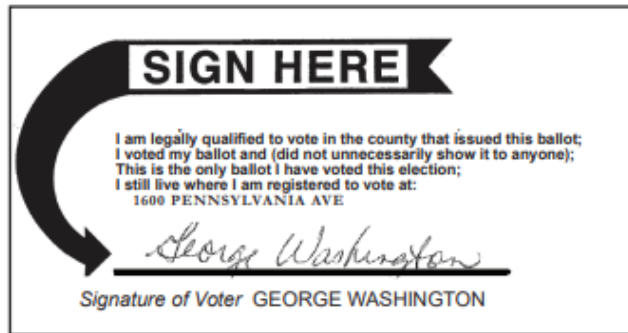 SIGN HERE
I am legally qualified to vote in the county that issued this ballot;
I voted my ballot and (did not unnecessarily show it to anyone);
This is the only ballot I have voted this election;
I still live where I am registered to vote at:
1600 PENNSYLVANIA AVE
George Washington
Signature of Voter GEORGE WASHINGTON